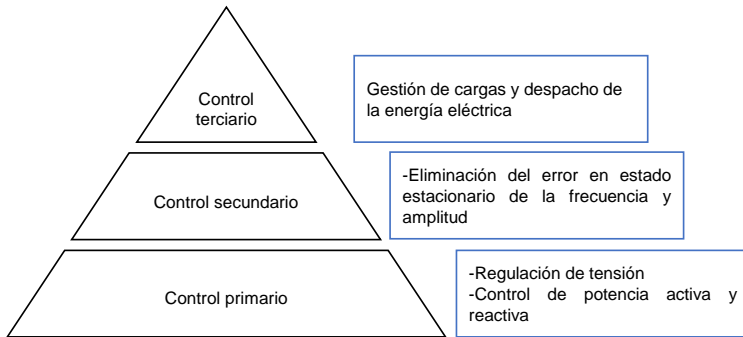 Control
terciario
Gestión de cargas y despacho de
la energía eléctrica
Control secundario
-Eliminación del error en estado
estacionario de la frecuencia y
amplitud
Control primario
-Regulación de tensión
-Control de potencia activa y
reactiva